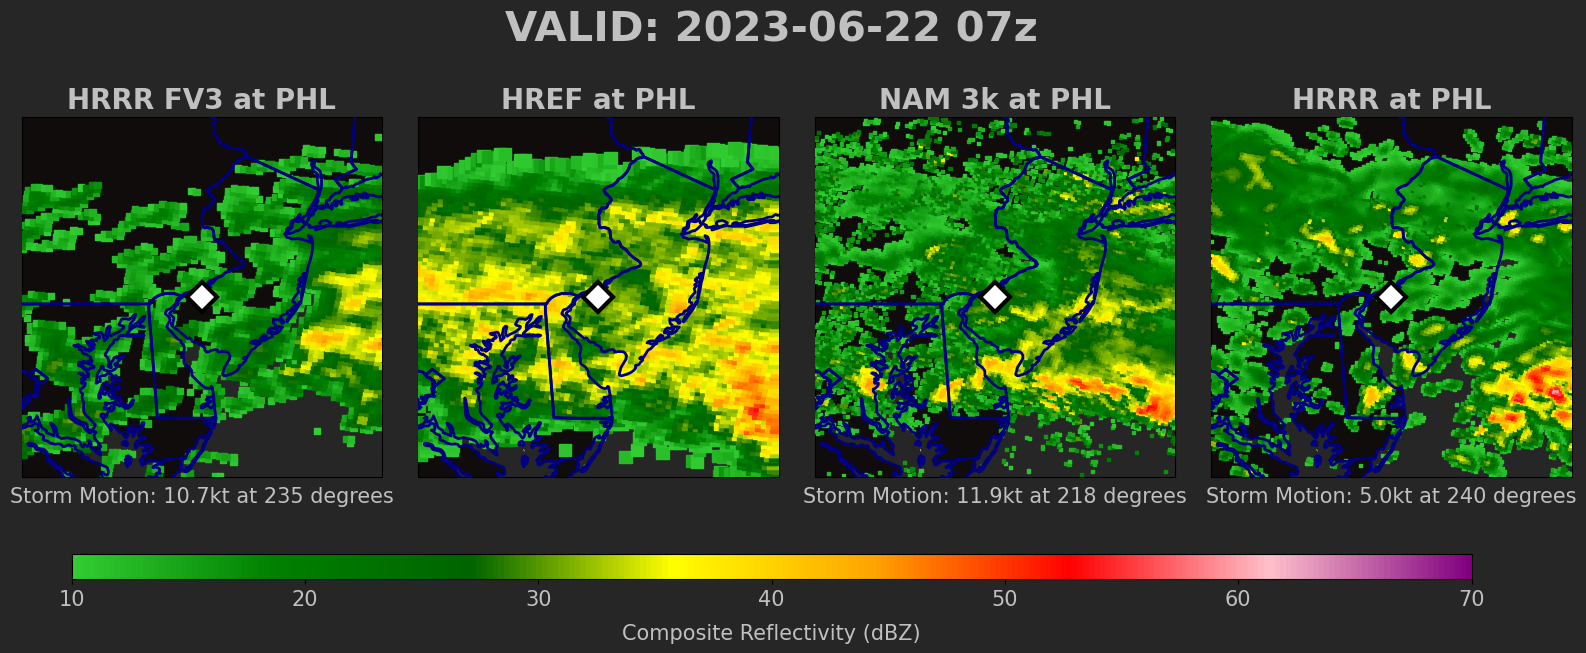 VALID: 2023-06-22 07z
HRRR FV3 at PHL
HREF at PHL
NAM 3k at PHL
HRRR at PHL
Storm Motion: 10.7kt at 235 degrees
Storm Motion: 11.9kt at 218 degrees
Storm Motion: 5.0kt at 240 degrees
10 20 30 40 50 60 70
Composite Reflectivity (dBZ)